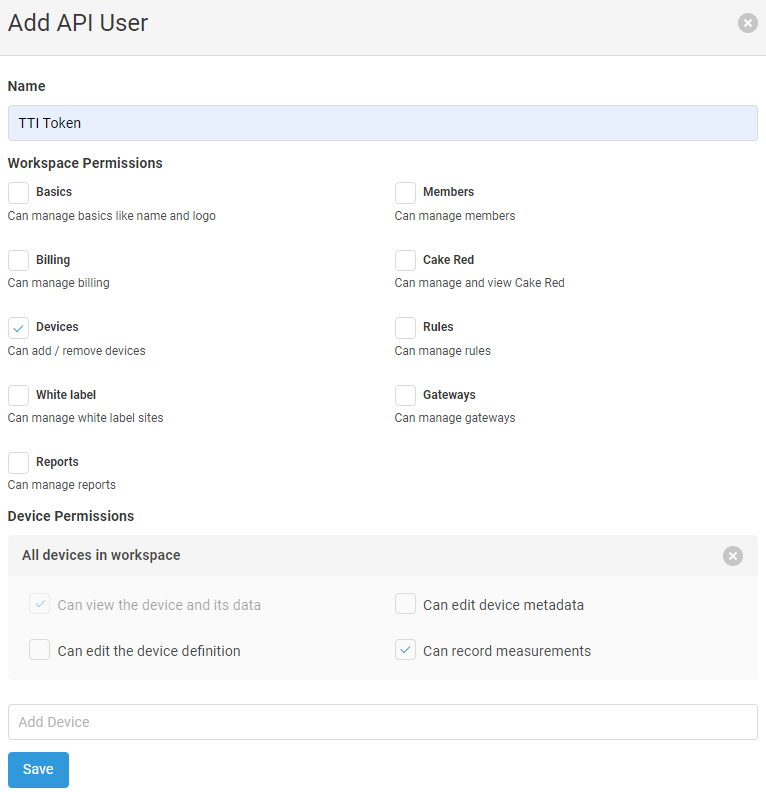 Add API User
Name
TTI Token
Workspace Permissions
Basics
Can manage basics like name and logo
Members
Can manage members
Billing
Can manage billing
Cake Red
Can manage and view Cake Red
Devices
Can add / remove devices
Rules
Can manage rules
White label
Can manage white label sites
Gateways
Can manage gateways
Reports
Can manage reports
Device Permissions
All devices in workspace
Can view the device and its data
Can edit device metadata
Can edit the device definition
Can record measurements
Add Device
Save